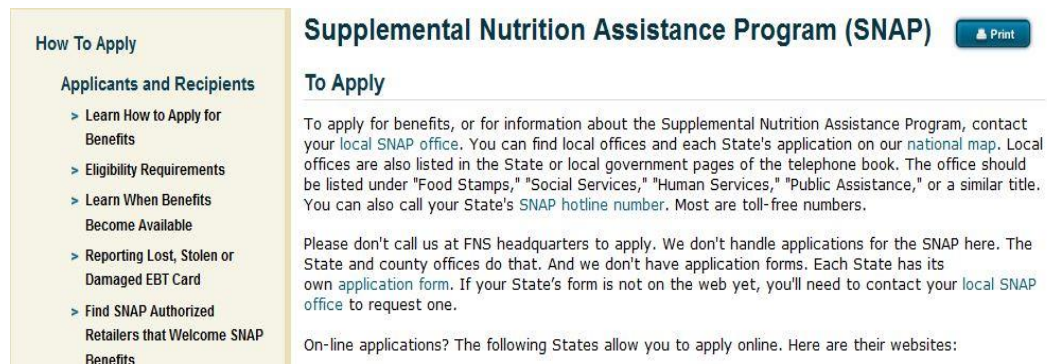 How To Apply
Applicants and Recipients
> Learn How to Apply for
Benefits
> Eligibility Requirements
> Learn When Benefits
Become Available
> Reporting Lost, Stolen or
Damaged EBT Card
> Find SNAP Authorized
Retailers that Welcome SNAP
Benefits
Supplemental Nutrition Assistance Program (SNAP)
Print
To Apply
To apply for benefits, or for information about the Supplemental Nutrition Assistance Program, contact
your local SNAP office. You can find local offices and each State's application on our national map. Local
offices are also listed in the State or local government pages of the telephone book. The office should
be listed under "Food Stamps," "Social Services," "Human Services," "Public Assistance," or a similar title.
You can also call your State's SNAP hotline number. Most are toll-free numbers.
Please don't call us at FNS headquarters to apply. We don't handle applications for the SNAP here. The
State and county offices do that. And we don't have application forms. Each State has its
own application form. If your State's form is not on the web yet, you'll need to contact your local SNAP
office to request one.
On-line applications? The following States allow you to apply online. Here are their websites: